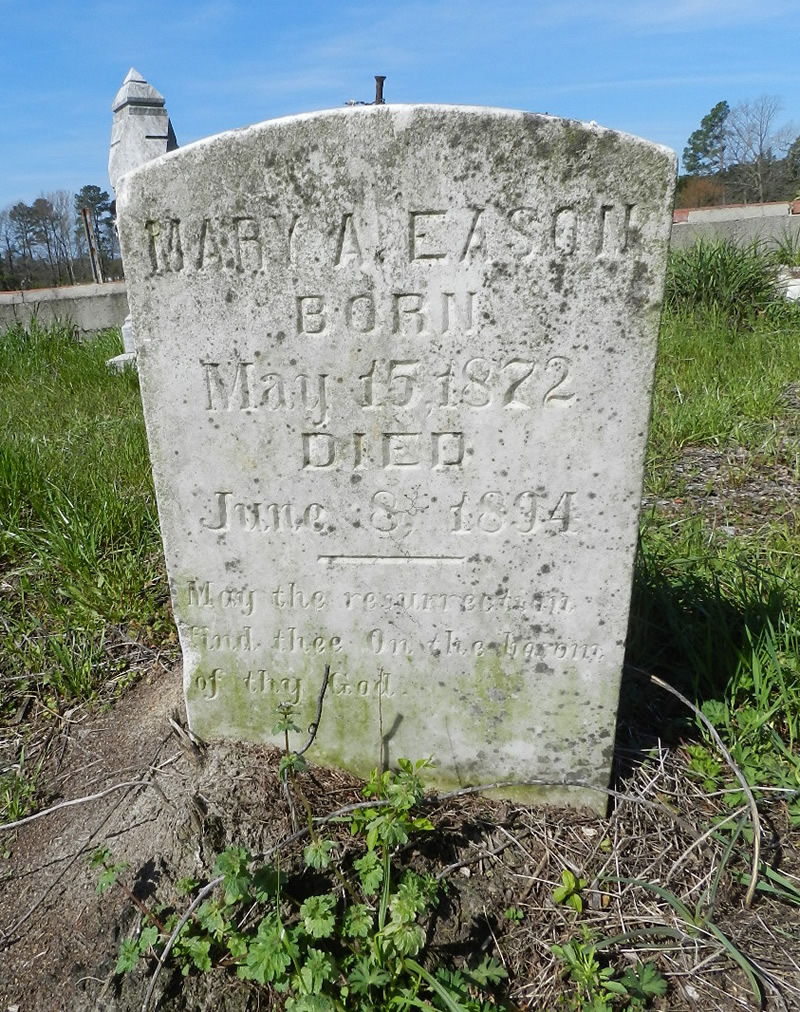 MARY A. EASON
BORN
May 15, 1872
DIED
June 8, 1894
May the resurrection
find thee On the bosom
of thy God.